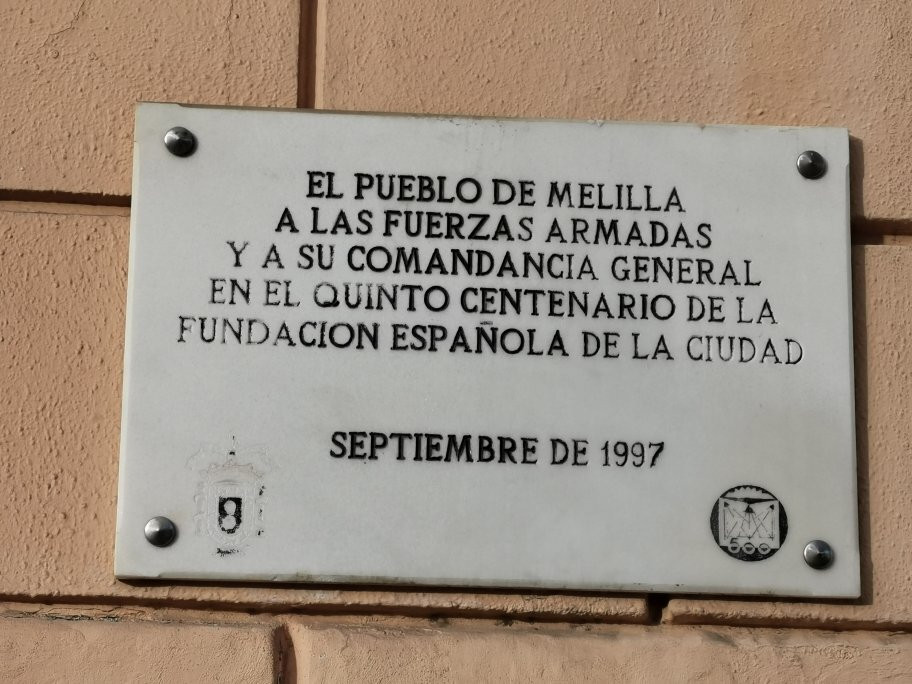 EL PUEBLO DE MELILLA
A LAS FUERZAS ARMADAS
Y A SU COMANDANCIA GENERAL
EN EL QUINTO CENTENARIO DE LA
FUNDACION ESPAÑOLA DE LA CIUDAD
SEPTIEMBRE DE 1997
500